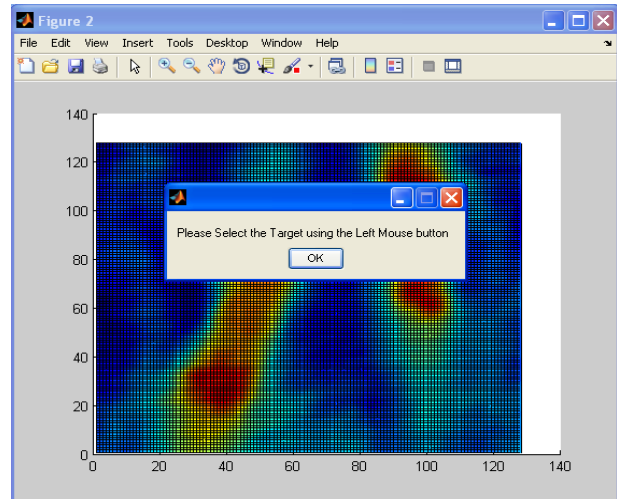 Figure 2
File Edit View Insert Tools Desktop Window Help
140
120
100
80
60
40
20
0
Please Select the Target using the Left Mouse button
OK
0 20 40 60 80 100 120 140